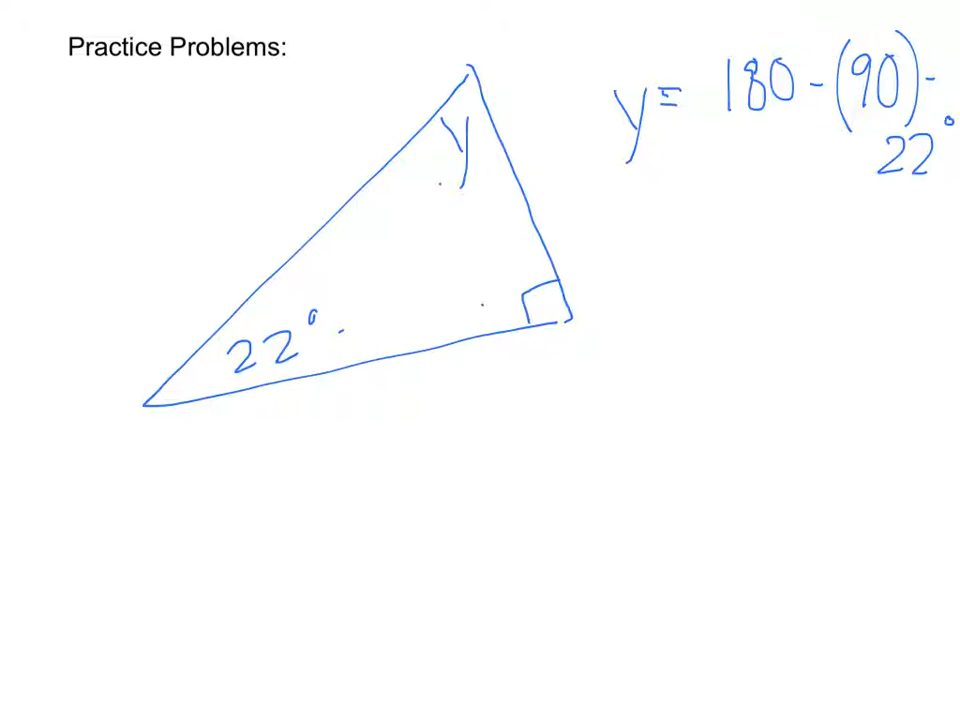 Practice Problems:
y = 180 - (90) -
22°
y
22°